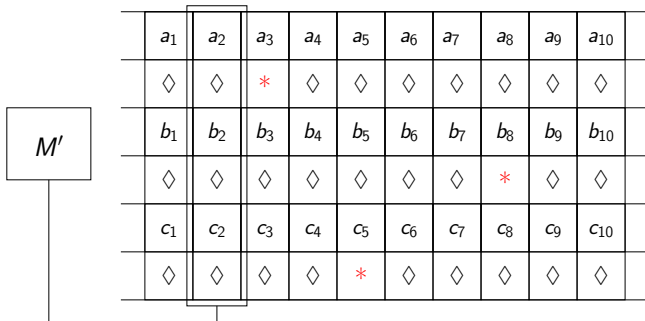 a₁ a₂ a₃ a₄ a₅ a₆ a₇ a₈ a₉ a₁₀
◊ ◊ * ◊ ◊ ◊ ◊ ◊ ◊ ◊
M′ b₁ b₂ b₃ b₄ b₅ b₆ b₇ b₈ b₉ b₁₀
◊ ◊ ◊ ◊ ◊ ◊ ◊ * ◊ ◊
c₁ c₂ c₃ c₄ c₅ c₆ c₇ c₈ c₉ c₁₀
◊ ◊ ◊ ◊ * ◊ ◊ ◊ ◊ ◊